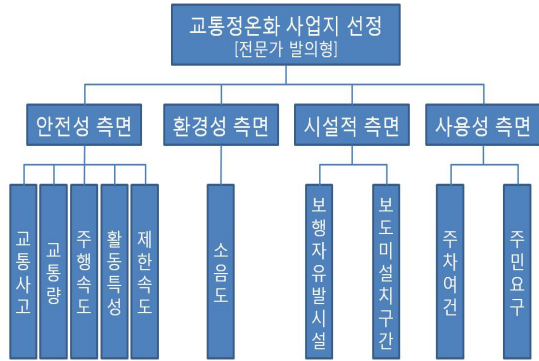 교통정온화 사업지 선정
[전문가 발의형]
안전성 측면
환경성 측면
시설적 측면
사용성 측면
교통사고
교통량
주행속도
활동특성
제한속도
소음도
보행자유발시설
보도미설치구간
주차여건
주민요구